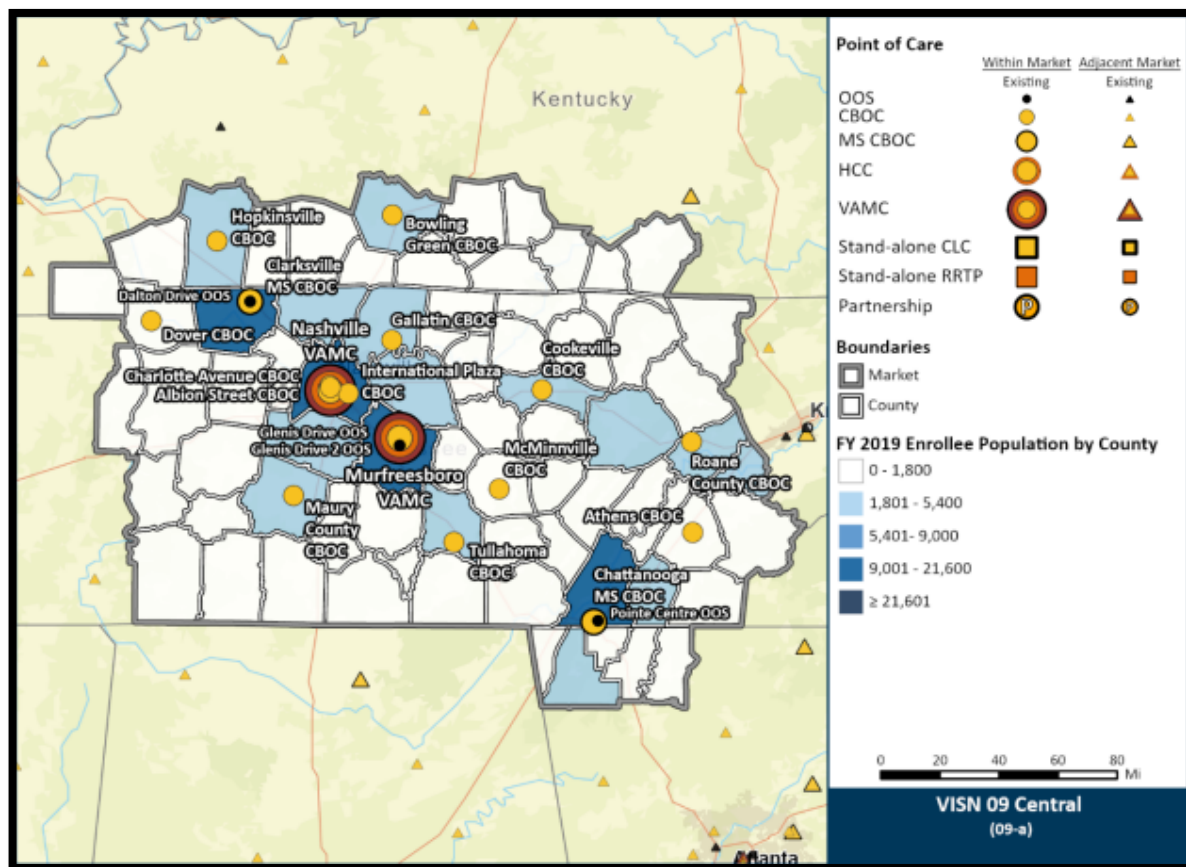 Kentucky
Hopkinsville
CBOC
Bowling
Green CBOC
Clarksville
MS CBOC
Dalton Drive OOS
Dover CBOC
Nashville
VAMC
Gallatin CBOC
Cookeville
CBOC
Charlotte Avenue CBOC
Albion Street CBOC
International Plaza
CBOC
Glenis Drive OOS
Glenis Drive 2 OOS
Murfreesboro
VAMC
McMinnville
CBOC
Roane
County CBOC
Maury
County
CBOC
Tullahoma
CBOC
Athens CBOC
Chattanooga
MS CBOC
Pointe Centre OOS
Point of Care
Within Market Adjacent Market
Existing Existing
OOS
CBOC
MS CBOC
HCC
VAMC
Stand-alone CLC
Stand-alone RRTP
Partnership
P
Boundaries
Market
County
FY 2019 Enrollee Population by County
0 - 1,800
1,801 - 5,400
5,401- 9,000
9,001 - 21,600
≥ 21,601
0 20 40 60 80
Mi
VISN 09 Central
(09-a)